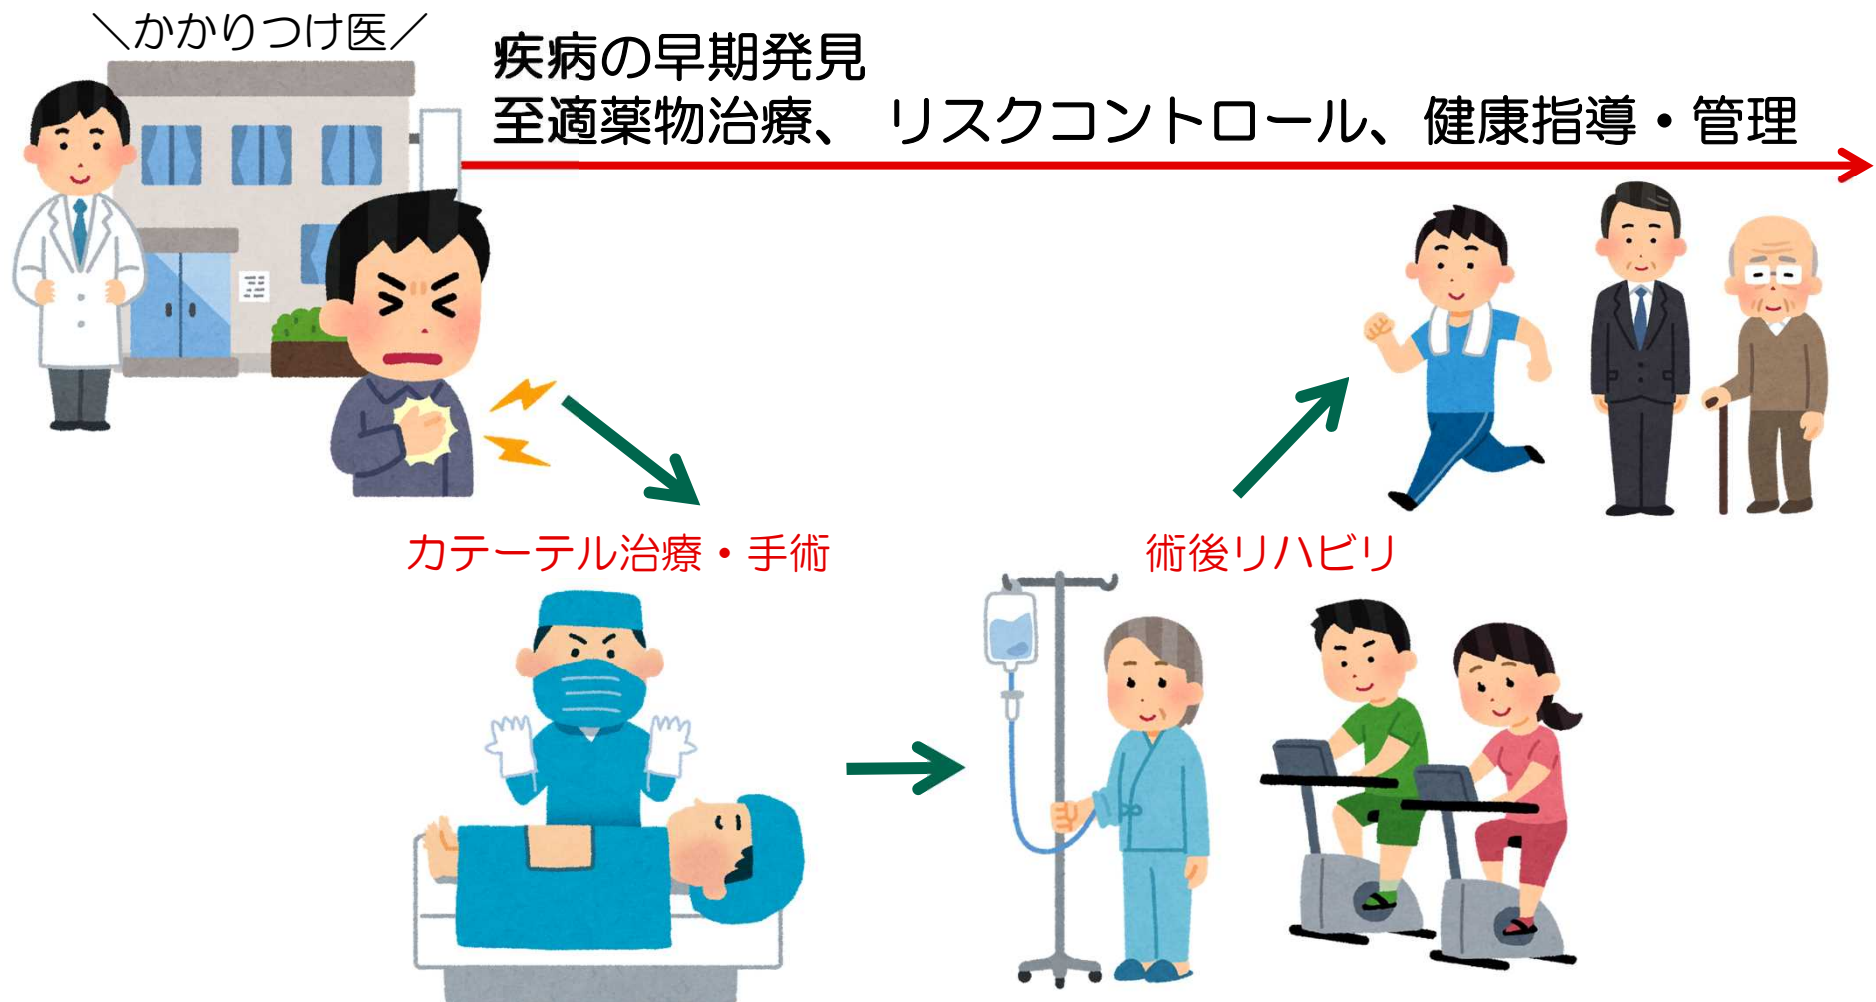 ＼かかりつけ医／
疾病の早期発見
至適薬物治療、 リスクコントロール、健康指導・管理
カテーテル治療・手術
術後リハビリ